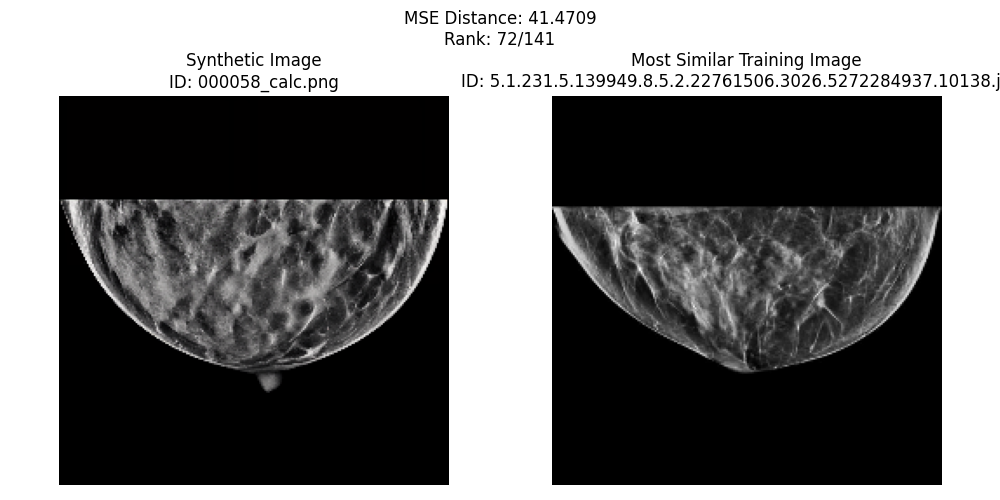 MSE Distance: 41.4709
Rank: 72/141
Synthetic Image
ID: 000058_calc.png
Most Similar Training Image
ID: 5.1.231.5.139949.8.5.2.22761506.3026.5272284937.10138.j